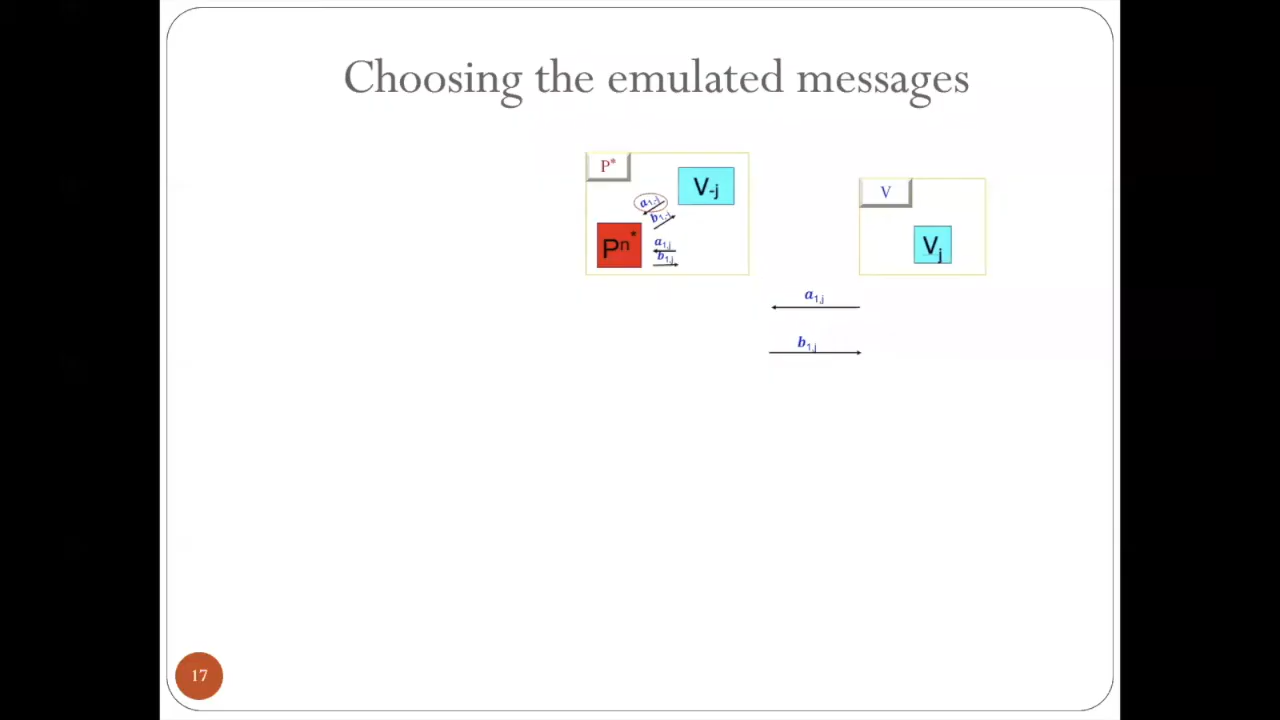 Choosing the emulated messages
P*
V-j
a1,-j
b1,-j
V
Pn*
a1,j
b1,j
Vj
a1,j
b1,j
17